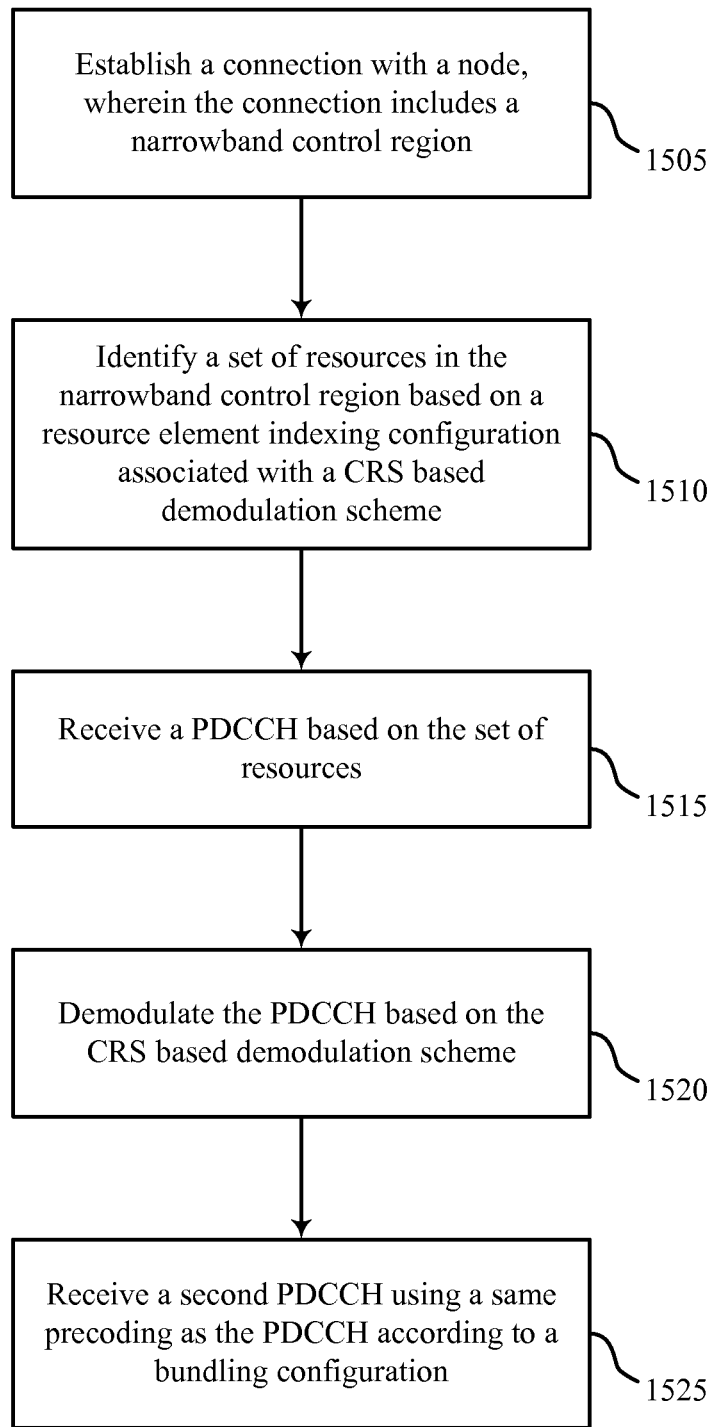 Establish a connection with a node,
wherein the connection includes a
narrowband control region
1505
Identify a set of resources in the
narrowband control region based on a
resource element indexing configuration
associated with a CRS based
demodulation scheme
1510
Receive a PDCCH based on the set of
resources
1515
Demodulate the PDCCH based on the
CRS based demodulation scheme
1520
Receive a second PDCCH using a same
precoding as the PDCCH according to a
bundling configuration
1525